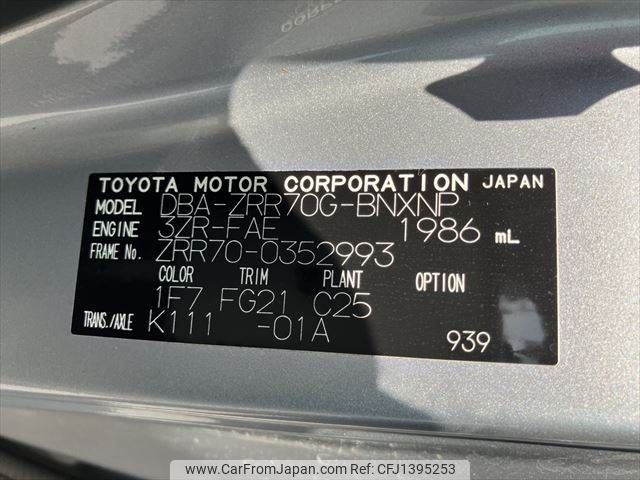 TOYOTA MOTOR CORPORATION JAPAN
MODEL DBA-ZRR70G-BNXNP
ENGINE 3ZR-FAE 1986 mL
FRAME No. ZRR70-0352993
COLOR TRIM PLANT OPTION
1F7 FG21 C25
TRANS./AXLE K111 -01A
939
www.CarFromJapan.com CFJ1395253